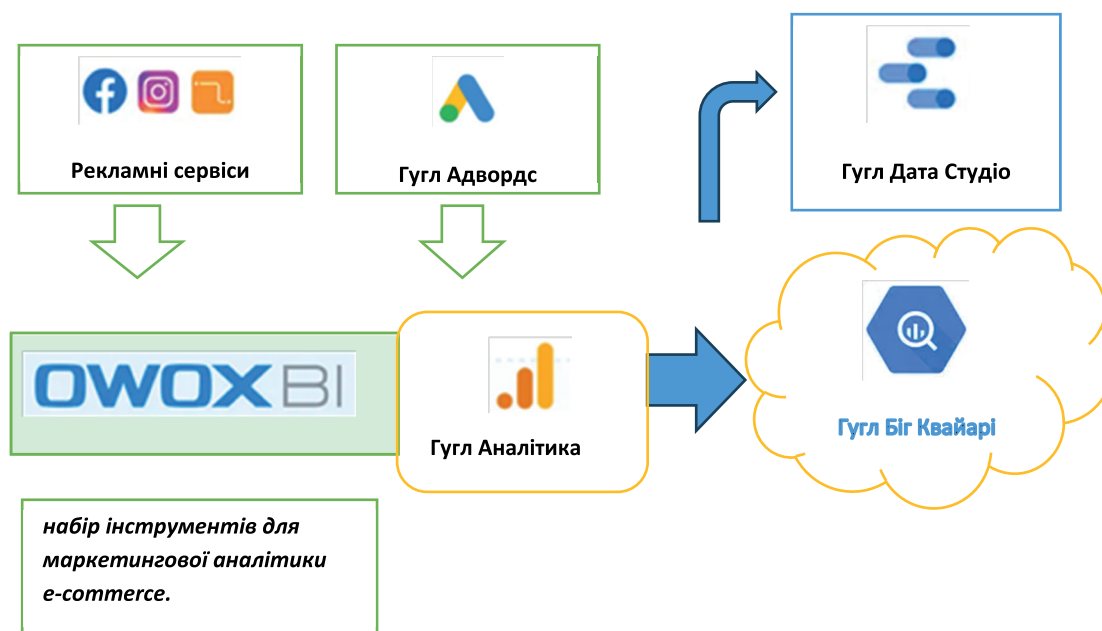 Рекламні сервіси
Гугл Адвордс
Гугл Дата Студіо
OWOX BI
Гугл Аналітика
Гугл Біг Квайарі
набір інструментів для
маркетингової аналітики
e-commerce.